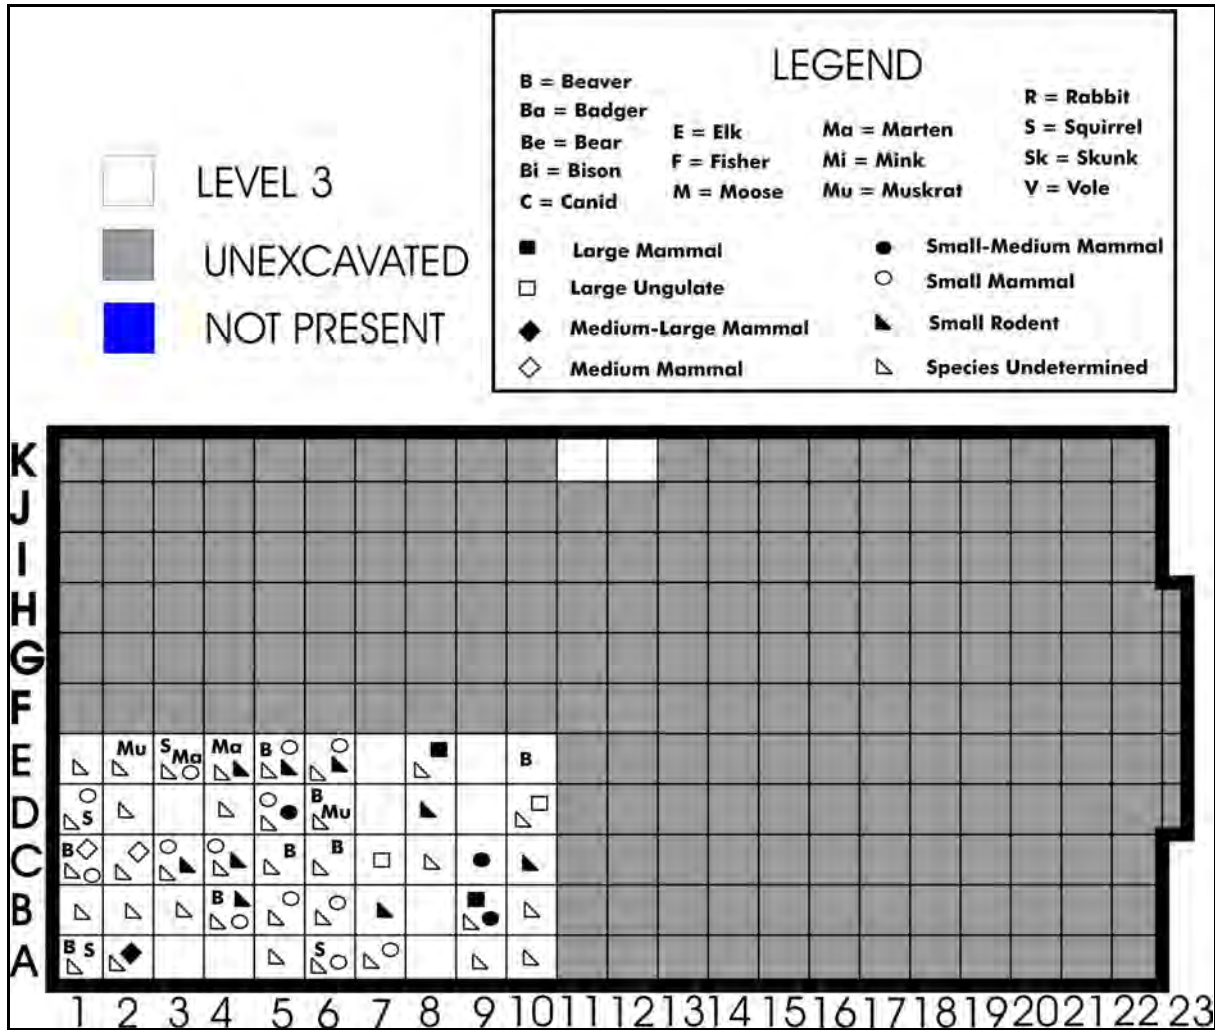 LEGEND
B = Beaver
Ba = Badger
Be = Bear
Bi = Bison
C = Canid
E = Elk
F = Fisher
M = Moose
Ma = Marten
Mi = Mink
Mu = Muskrat
R = Rabbit
S = Squirrel
Sk = Skunk
V = Vole
Large Mammal
Large Ungulate
Medium-Large Mammal
Medium Mammal
Small-Medium Mammal
Small Mammal
Small Rodent
Species Undetermined
LEVEL 3
UNEXCAVATED
NOT PRESENT
K
J
I
H
G
F
E Mu S Ma Ma B B
D S B Mu
C B B B
B B
A B S S
1 2 3 4 5 6 7 8 9 10 11 12 13 14 15 16 17 18 19 20 21 22 23